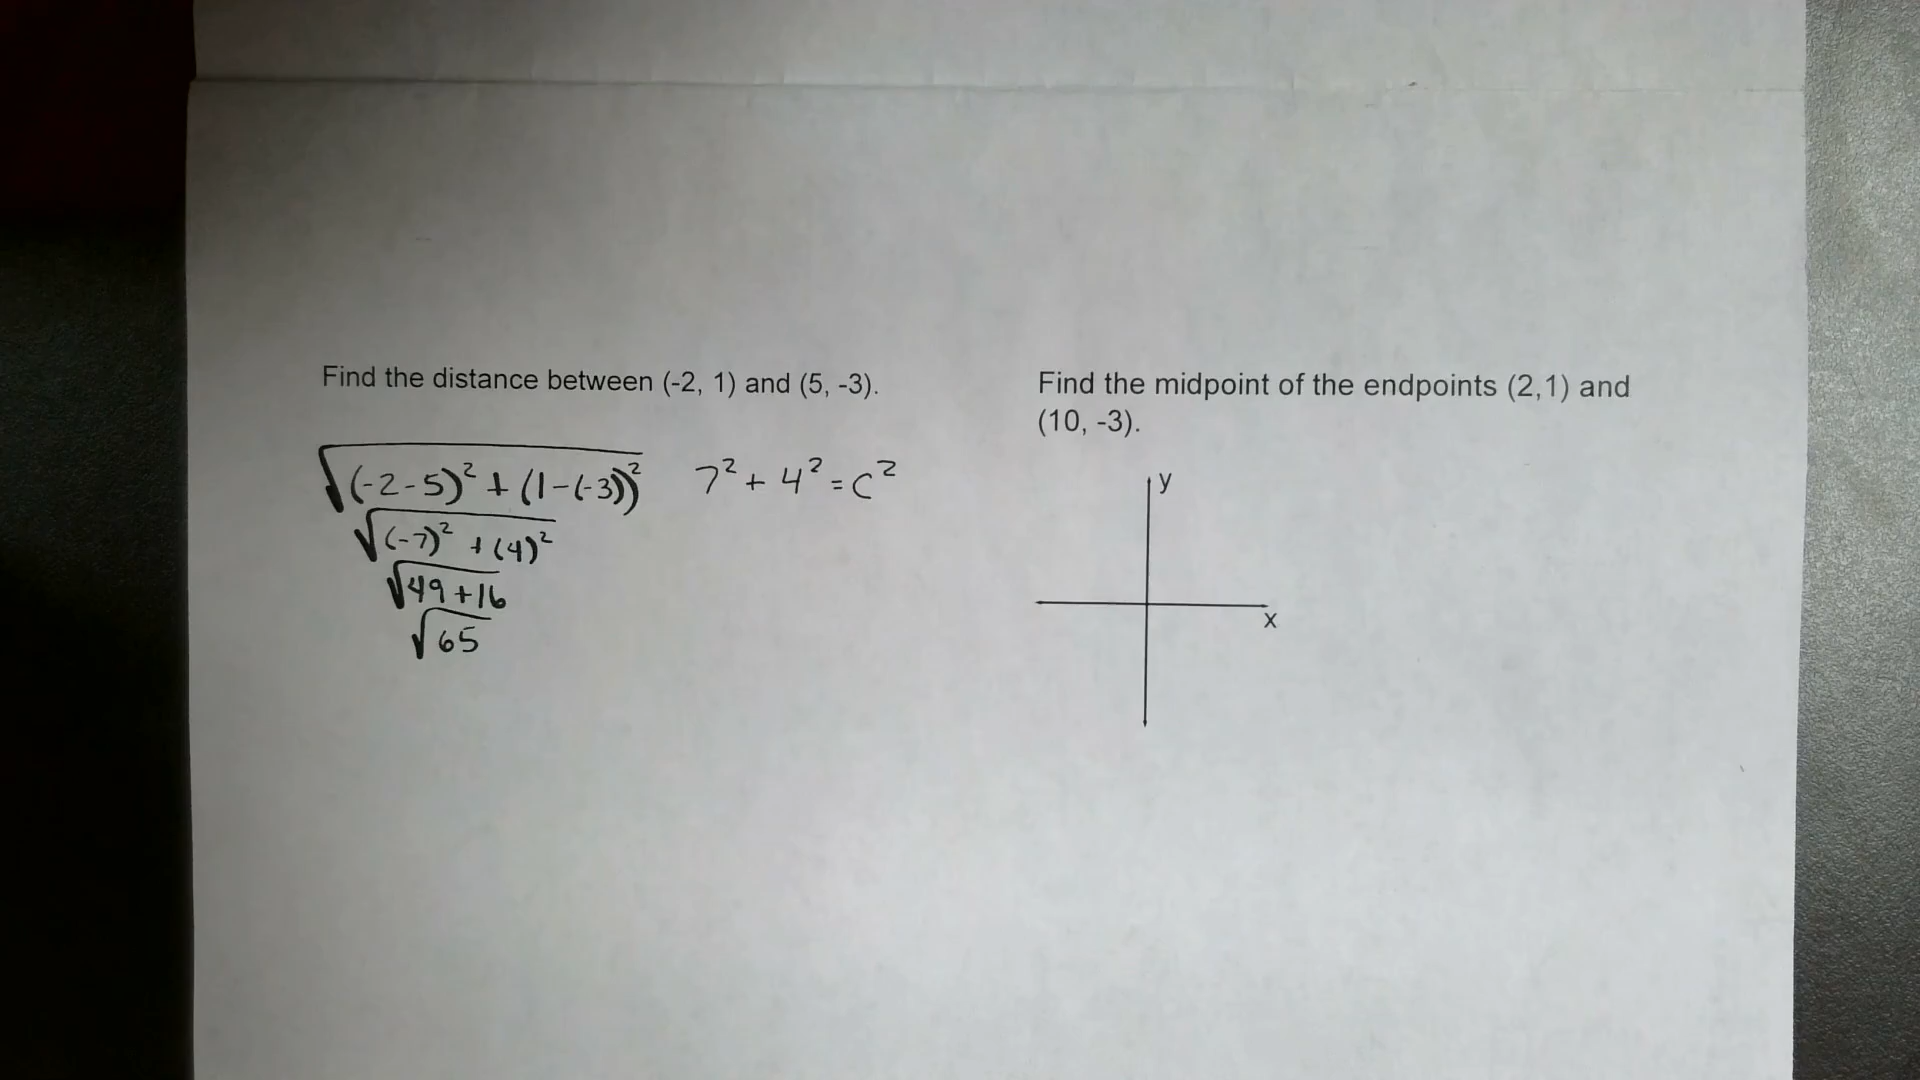 Find the distance between (-2, 1) and (5, -3).
√(-2-5)² + (1-(-3))²
7² + 4² = c²
√(-7)² + (4)²
√49+16
√65
Find the midpoint of the endpoints (2,1) and
(10, -3).
y
x